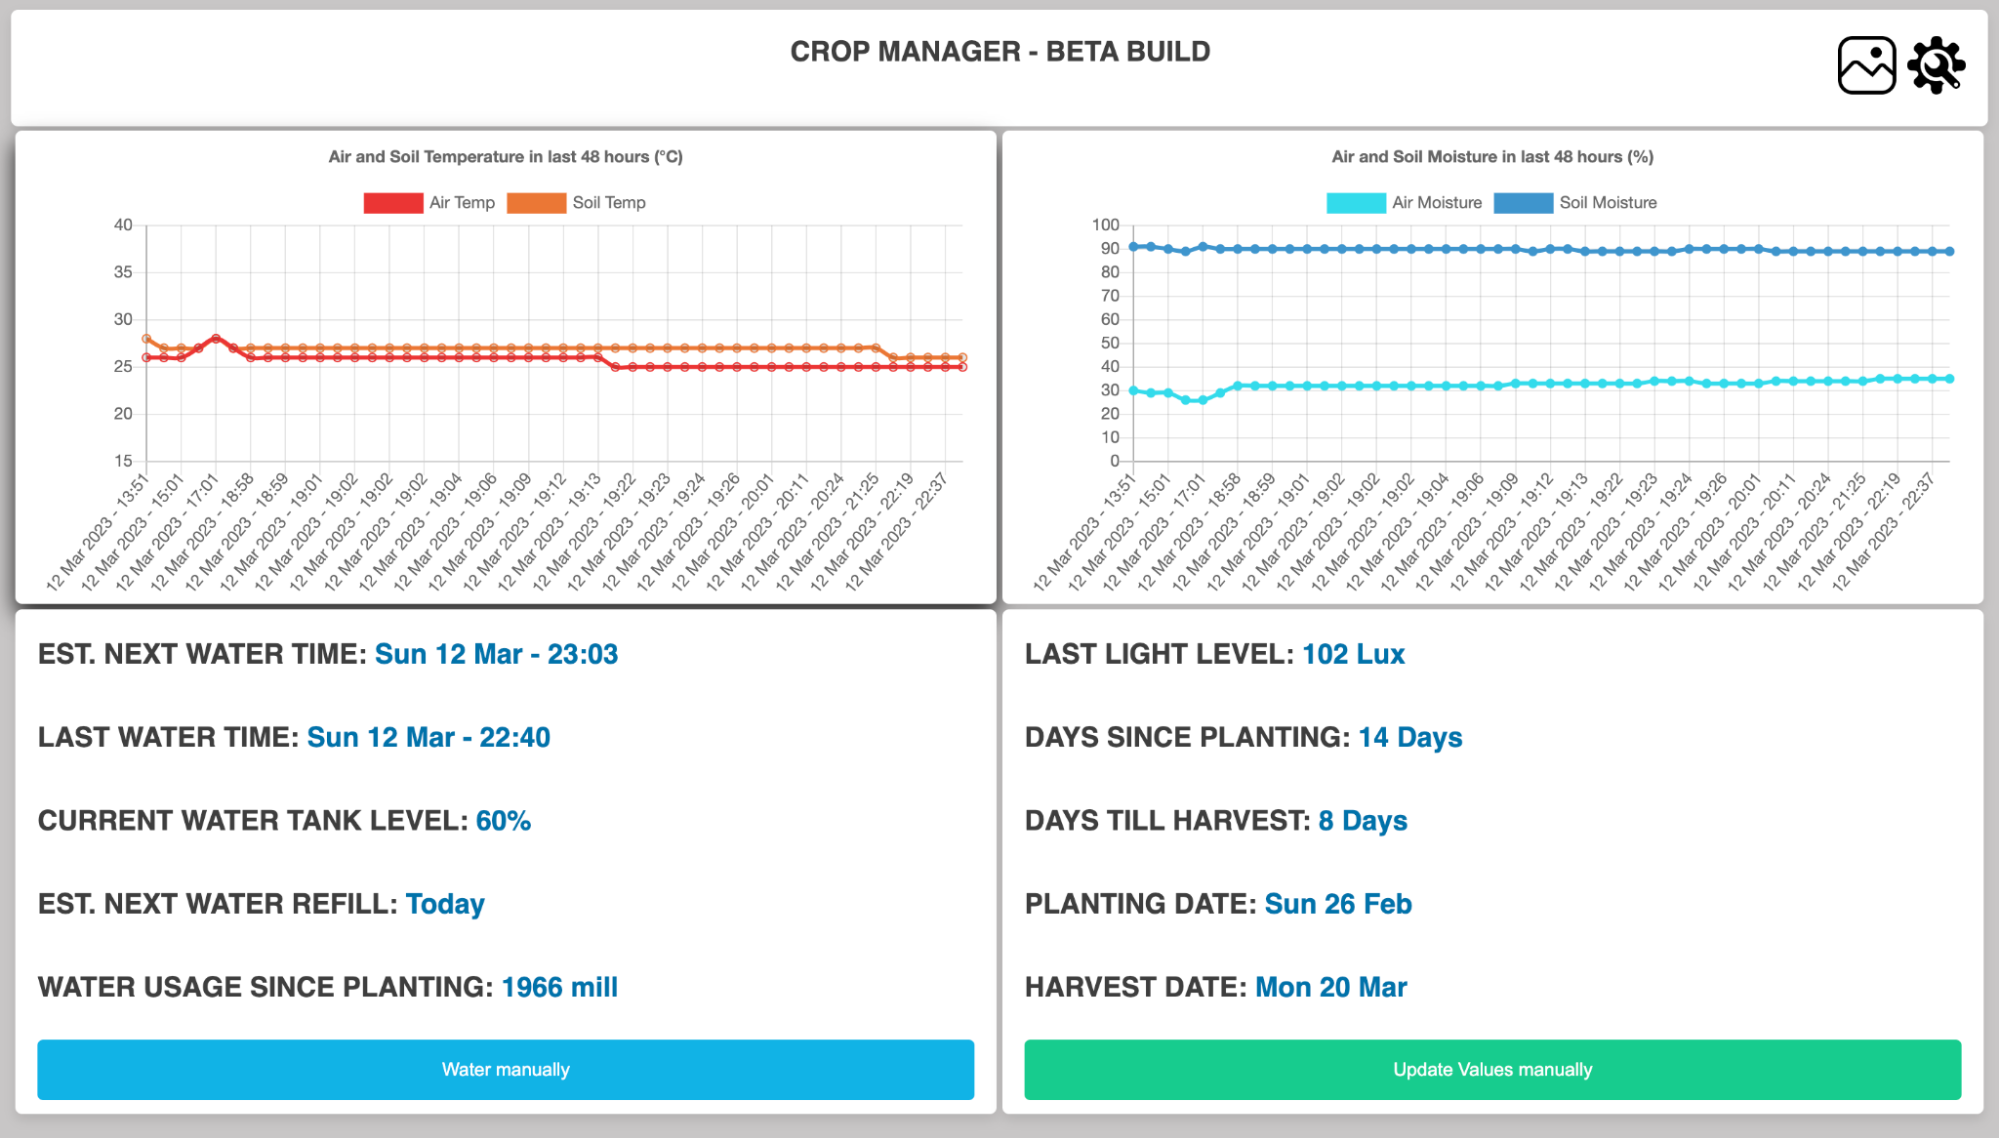 CROP MANAGER - BETA BUILD
Air and Soil Temperature in last 48 hours (°C)
Air Temp
Soil Temp
40
35
30
25
20
15
12 Mar 2023 - 13:51
12 Mar 2023 - 15:01
12 Mar 2023 - 17:01
12 Mar 2023 - 18:58
12 Mar 2023 - 18:59
12 Mar 2023 - 19:01
12 Mar 2023 - 19:02
12 Mar 2023 - 19:02
12 Mar 2023 - 19:02
12 Mar 2023 - 19:04
12 Mar 2023 - 19:06
12 Mar 2023 - 19:09
12 Mar 2023 - 19:12
12 Mar 2023 - 19:13
12 Mar 2023 - 19:22
12 Mar 2023 - 19:23
12 Mar 2023 - 19:24
12 Mar 2023 - 19:26
12 Mar 2023 - 20:01
12 Mar 2023 - 20:11
12 Mar 2023 - 20:24
12 Mar 2023 - 21:25
12 Mar 2023 - 22:19
12 Mar 2023 - 22:37
Air and Soil Moisture in last 48 hours (%)
Air Moisture
Soil Moisture
100
90
80
70
60
50
40
30
20
10
0
12 Mar 2023 - 13:51
12 Mar 2023 - 15:01
12 Mar 2023 - 17:01
12 Mar 2023 - 18:58
12 Mar 2023 - 18:59
12 Mar 2023 - 19:01
12 Mar 2023 - 19:02
12 Mar 2023 - 19:02
12 Mar 2023 - 19:02
12 Mar 2023 - 19:04
12 Mar 2023 - 19:06
12 Mar 2023 - 19:09
12 Mar 2023 - 19:12
12 Mar 2023 - 19:13
12 Mar 2023 - 19:22
12 Mar 2023 - 19:23
12 Mar 2023 - 19:24
12 Mar 2023 - 19:26
12 Mar 2023 - 20:01
12 Mar 2023 - 20:11
12 Mar 2023 - 20:24
12 Mar 2023 - 21:25
12 Mar 2023 - 22:19
12 Mar 2023 - 22:37
EST. NEXT WATER TIME: Sun 12 Mar - 23:03
LAST WATER TIME: Sun 12 Mar - 22:40
CURRENT WATER TANK LEVEL: 60%
EST. NEXT WATER REFILL: Today
WATER USAGE SINCE PLANTING: 1966 mill
Water manually
LAST LIGHT LEVEL: 102 Lux
DAYS SINCE PLANTING: 14 Days
DAYS TILL HARVEST: 8 Days
PLANTING DATE: Sun 26 Feb
HARVEST DATE: Mon 20 Mar
Update Values manually